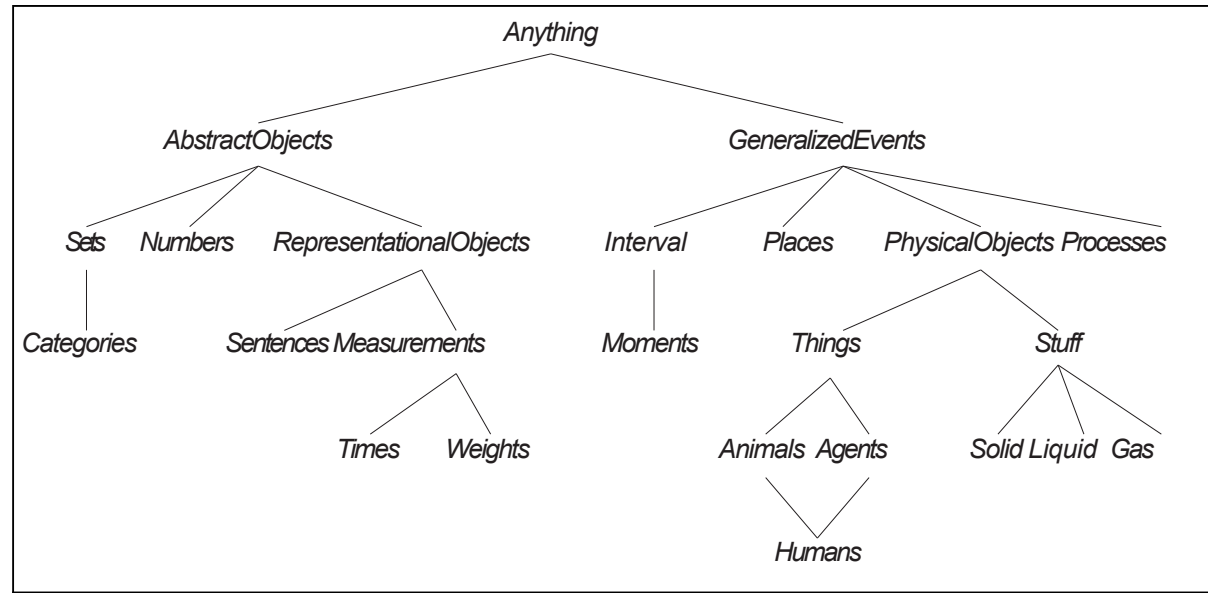 Anything
AbstractObjects GeneralizedEvents
Sets Numbers RepresentationalObjects Interval Places PhysicalObjects Processes
Categories Sentences Measurements Moments Things Stuff
Times Weights Animals Agents Solid Liquid Gas
Humans